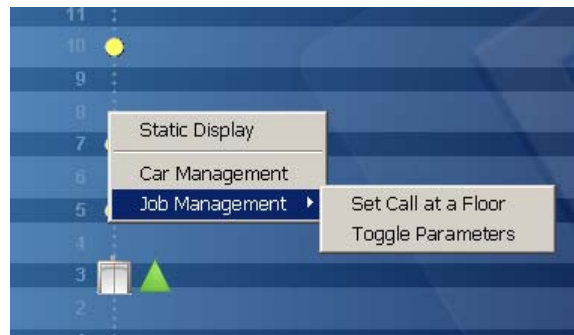 11
10
9
8
Static Display
7
6
Car Management
5
Job Management
Set Call at a Floor
4
Toggle Parameters
3
2